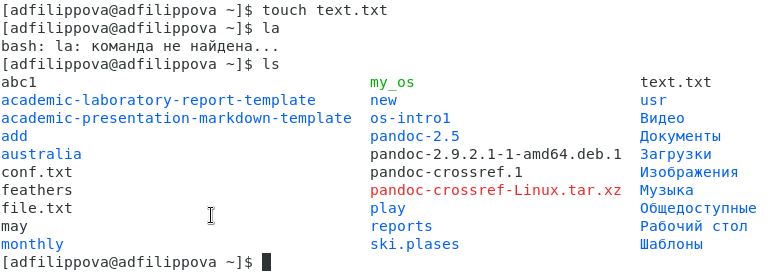 [adfilippova@adfilippova ~]$ touch text.txt
[adfilippova@adfilippova ~]$ la
bash: la: команда не найдена...
[adfilippova@adfilippova ~]$ ls
abc1 my_os text.txt
academic-laboratory-report-template new usr
academic-presentation-markdown-template os-intro1 Видео
add pandoc-2.5 Документы
australia pandoc-2.9.2.1-1-amd64.deb.1 Загрузки
conf.txt pandoc-crossref.1 Изображения
feathers pandoc-crossref-Linux.tar.xz Музыка
file.txt play Общедоступные
may reports Рабочий стол
monthly ski.plases Шаблоны
[adfilippova@adfilippova ~]$